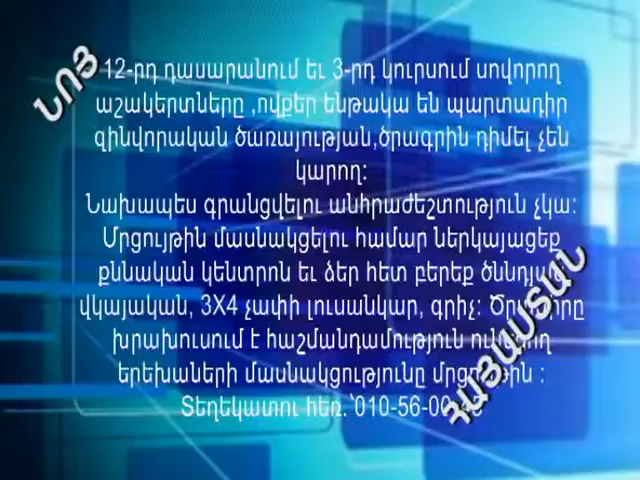 ՆՈՅ
12-րդ դասարանում եւ 3-րդ կուրսում սովորող
աշակերտները ,ովքեր ենթակա են պարտադիր
զինվորական ծառայության,ծրագրին դիմել չեն
կարող:
Նախապես գրանցվելու անհրաժեշտություն չկա:
Մրցույթին մասնակցելու համար ներկայացեք
քննական կենտրոն եւ ձեր հետ բերեք ծննդյան
վկայական, 3X4 չափի լուսանկար, գրիչ: Ծրագիրը
խրախուսում է հաշմանդամություն ունեցող
երեխաների մասնակցությունը մրցույթին :
Տեղեկատու հեռ.՝010-56-00-
ՀԱՅԱՍՏԱՆ